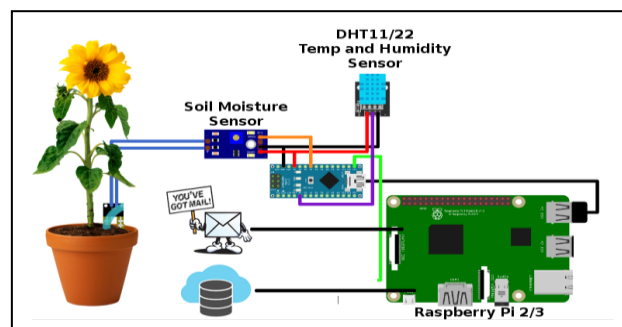 DHT11/22
Temp and Humidity
Sensor
Soil Moisture
Sensor
YOU'VE
GOT MAIL!
Raspberry Pi 2/3